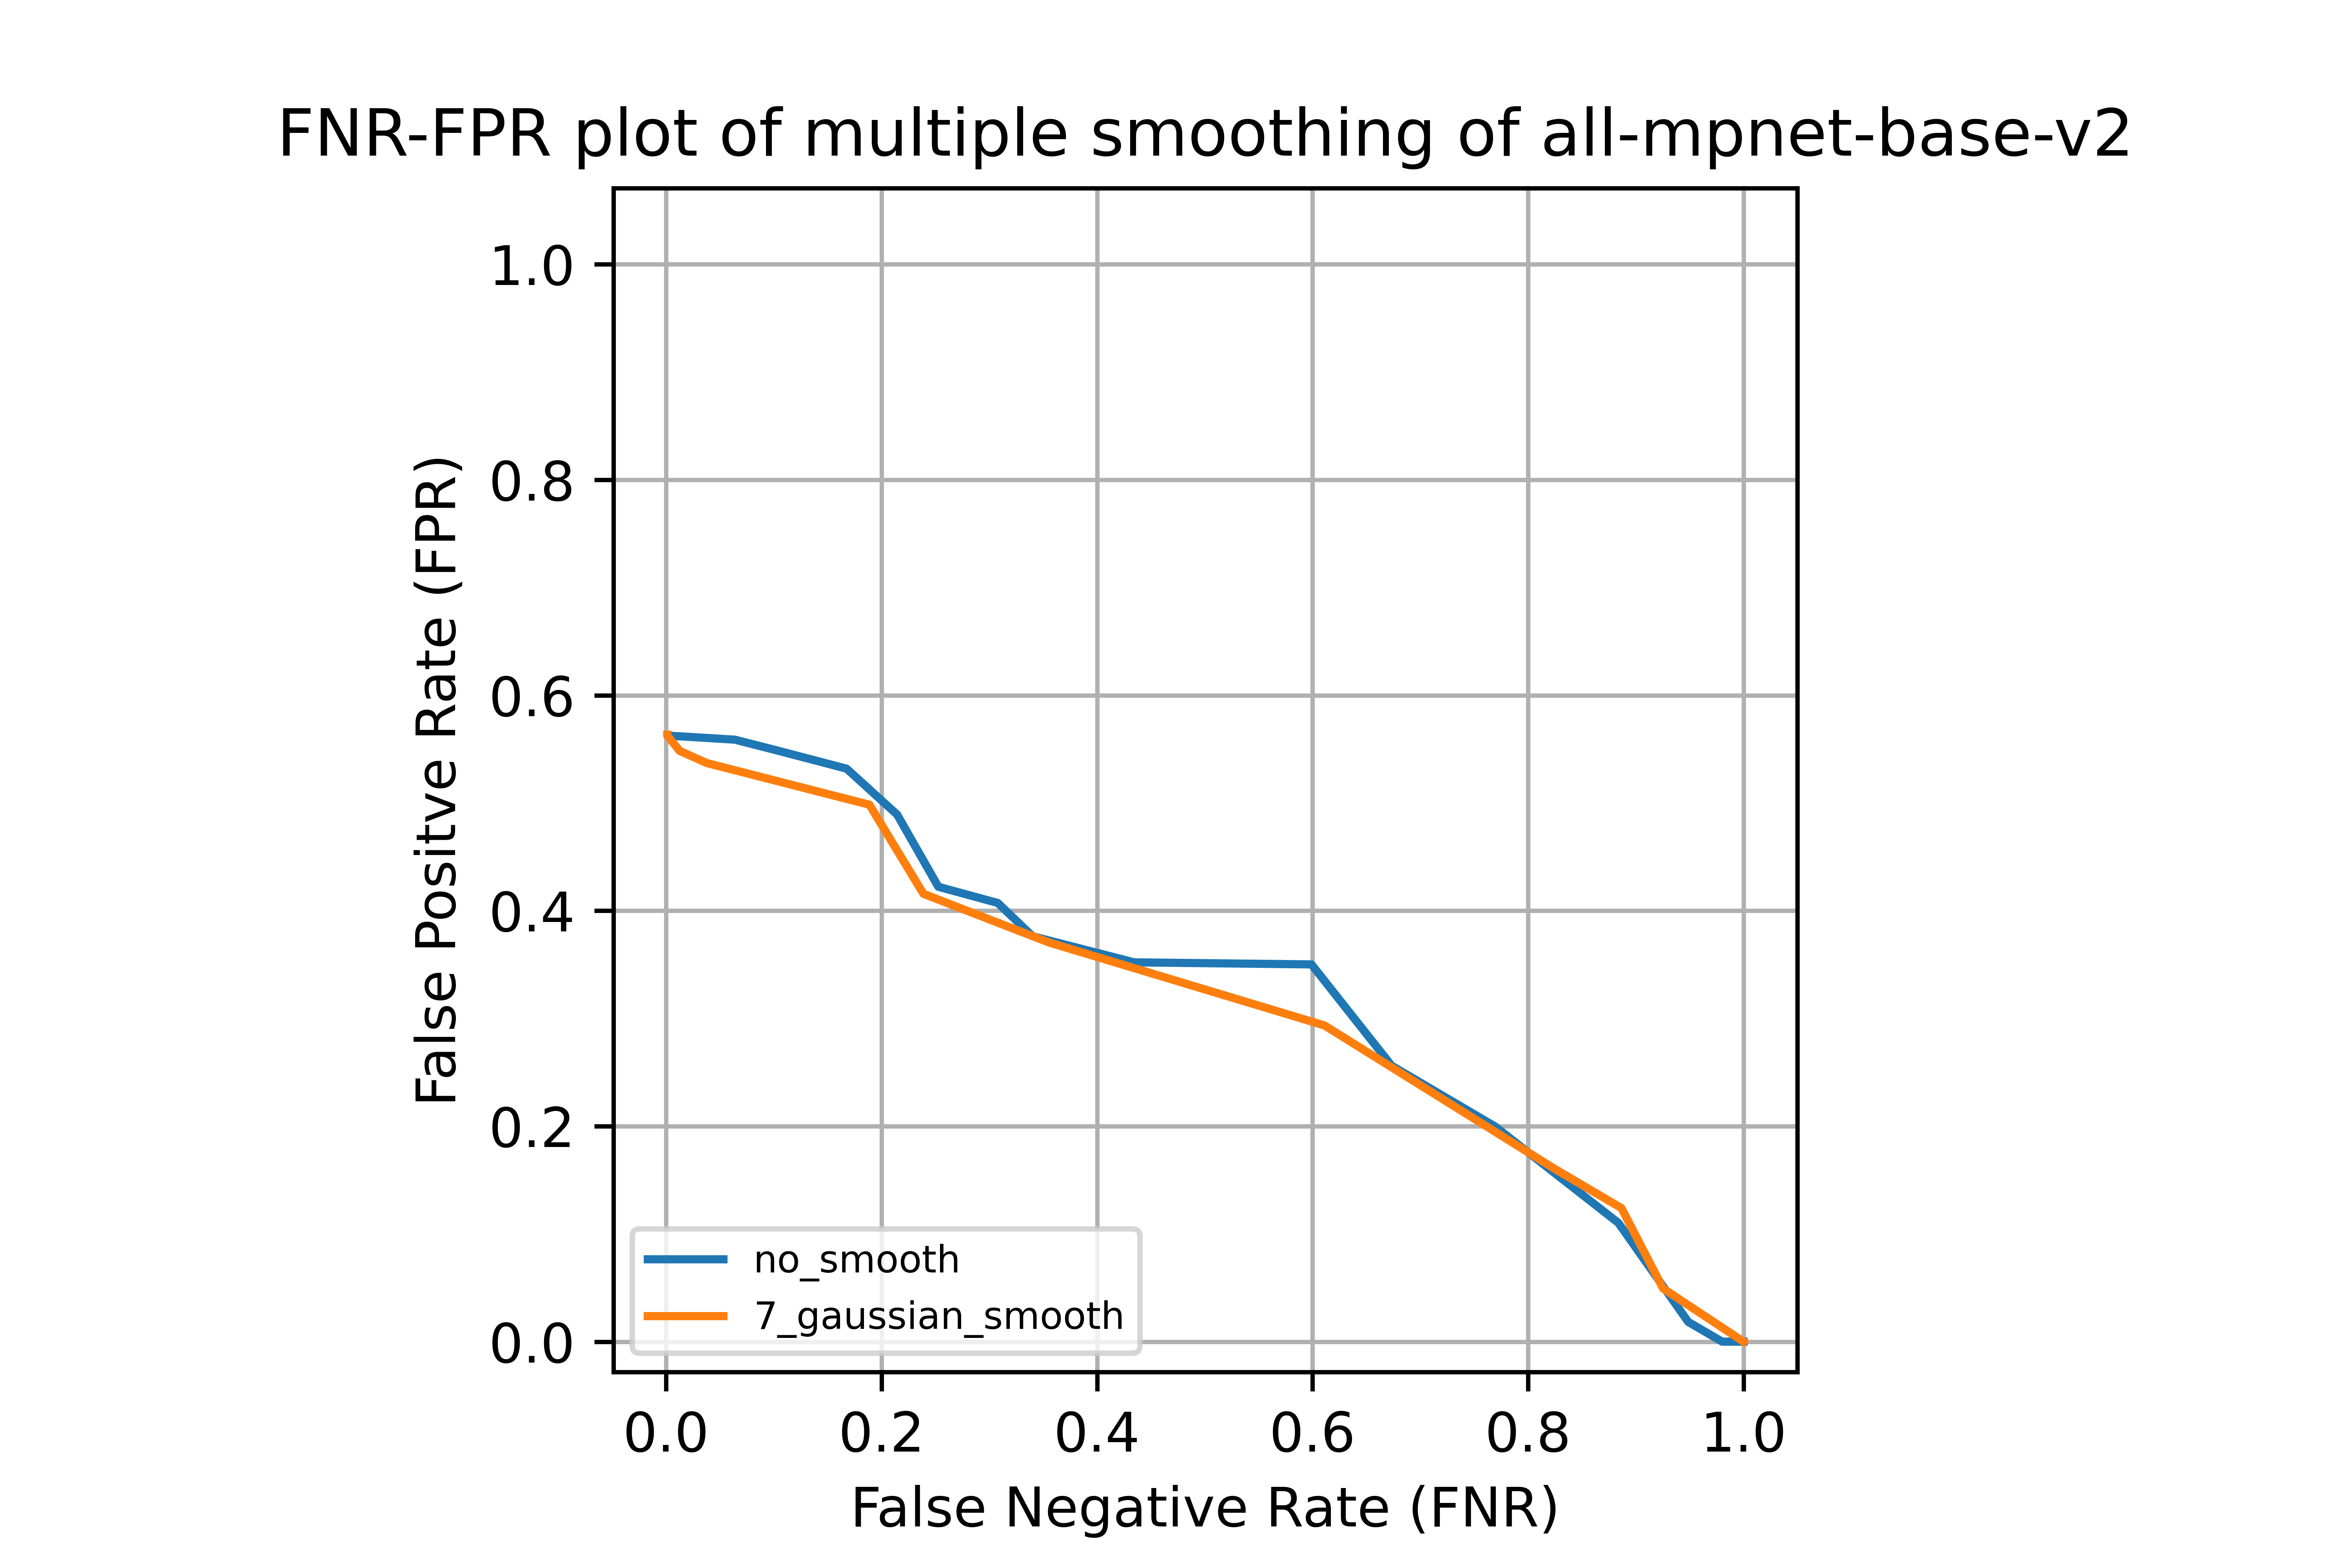 FNR-FPR plot of multiple smoothing of all-mpnet-base-v2
1.0
0.8
0.6
0.4
0.2
0.0
False Positve Rate (FPR)
no_smooth
7_gaussian_smooth
0.0 0.2 0.4 0.6 0.8 1.0
False Negative Rate (FNR)